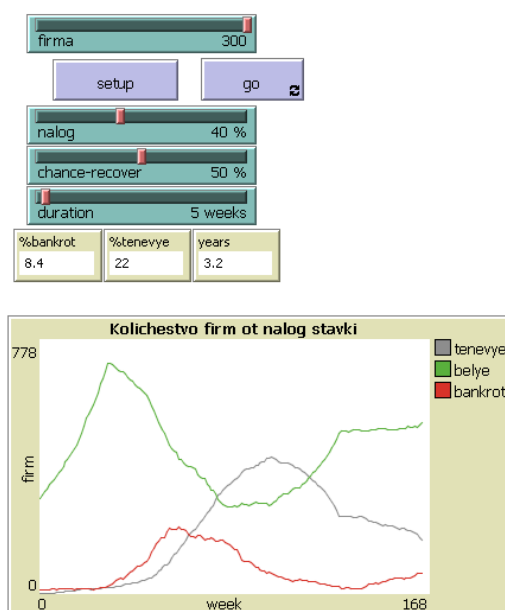 firma 300
setup go
nalog 40 %
chance-recover 50 %
duration 5 weeks
%bankrot %tenevye years
8.4 22 3.2
Kolichestvo firm ot nalog stavki
778
tenevye
belye
bankrot
firm
0
0 week 168